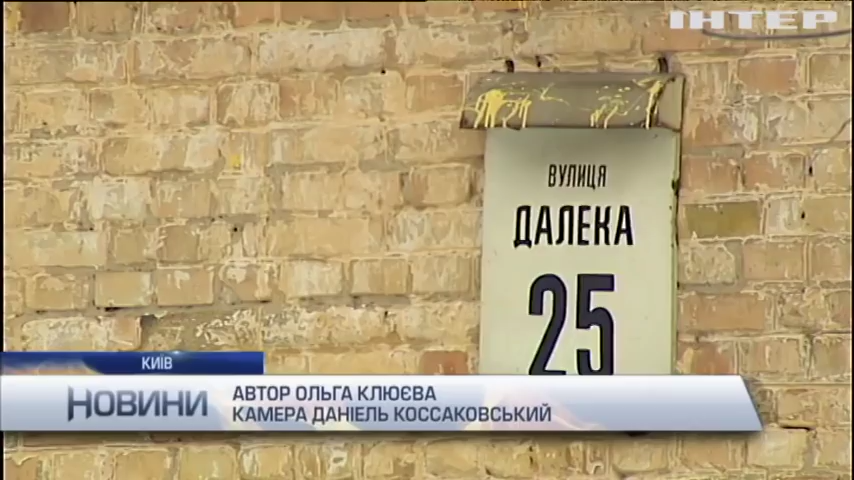 ІНТЕР
ВУЛИЦЯ
ДАЛЕКА
25
КИЇВ
НОВИНИ
АВТОР ОЛЬГА КЛЮЄВА
КАМЕРА ДАНІЕЛЬ КОССАКОВСЬКИЙ